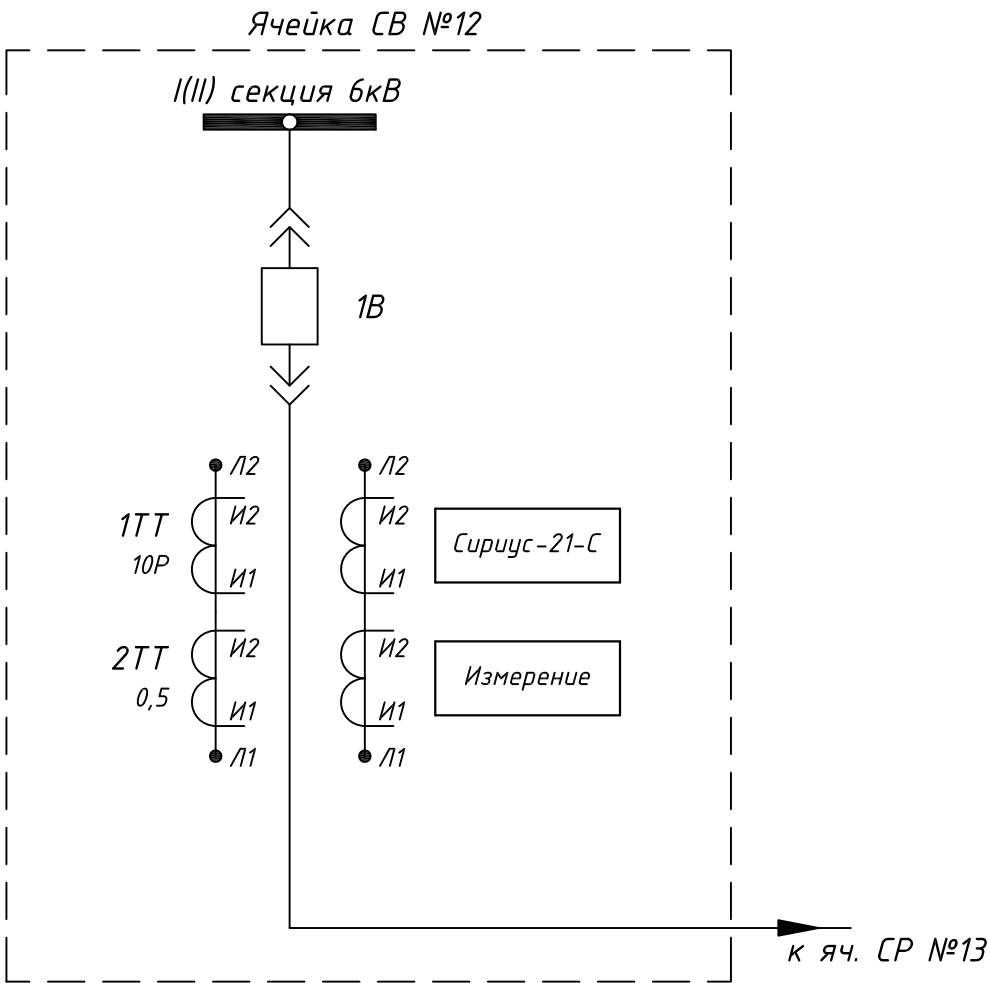 Ячейка СВ №12
I(II) секция 6кВ
1В
Л2
Л2
1ТТ
И2
И2
Сириус-21-С
10Р
И1
И1
2ТТ
И2
И2
Измерение
0,5
И1
И1
Л1
Л1
к яч. СР №13